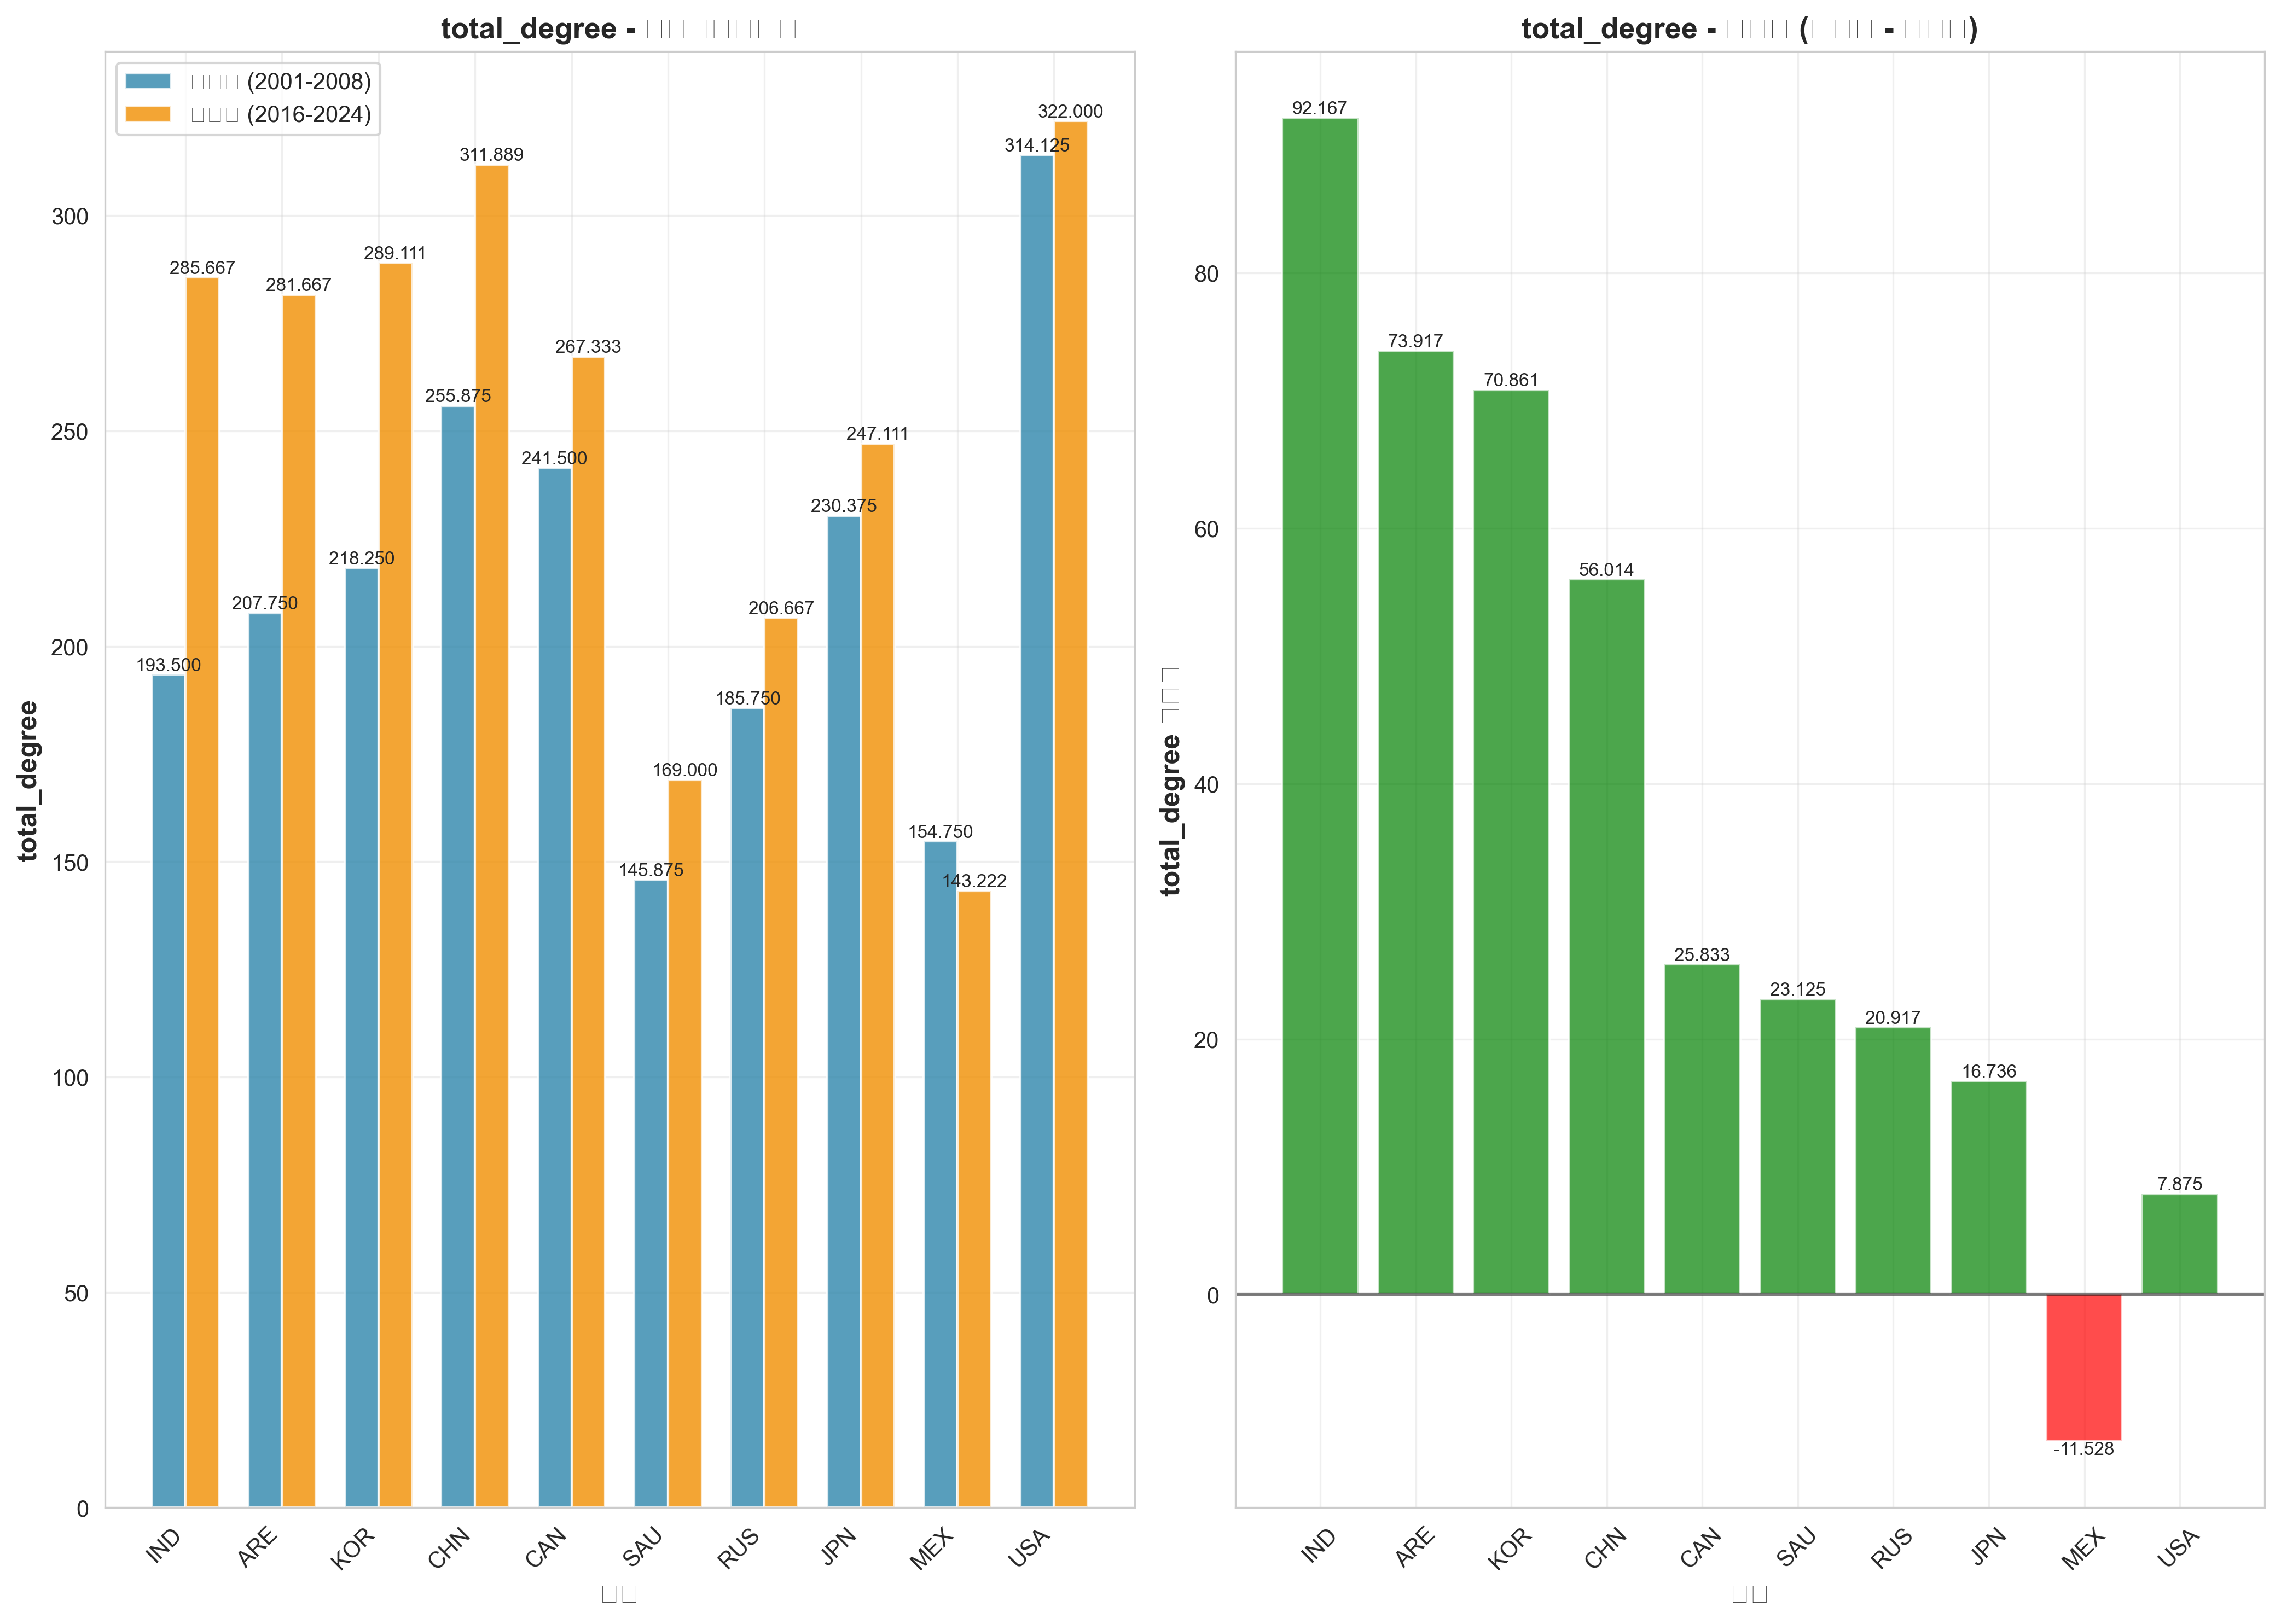 total_degree -
(2001-2008)
(2016-2024)
total_degree
300
250
200
150
100
50
0
193.500
285.667
207.750
281.667
218.250
289.111
255.875
311.889
241.500
267.333
145.875
169.000
185.750
206.667
230.375
247.111
154.750
143.222
314.125
322.000
IND
ARE
KOR
CHN
CAN
SAU
RUS
JPN
MEX
USA
total_degree - ( - )
total_degree
80
60
40
20
0
92.167
73.917
70.861
56.014
25.833
23.125
20.917
16.736
-11.528
7.875
IND
ARE
KOR
CHN
CAN
SAU
RUS
JPN
MEX
USA